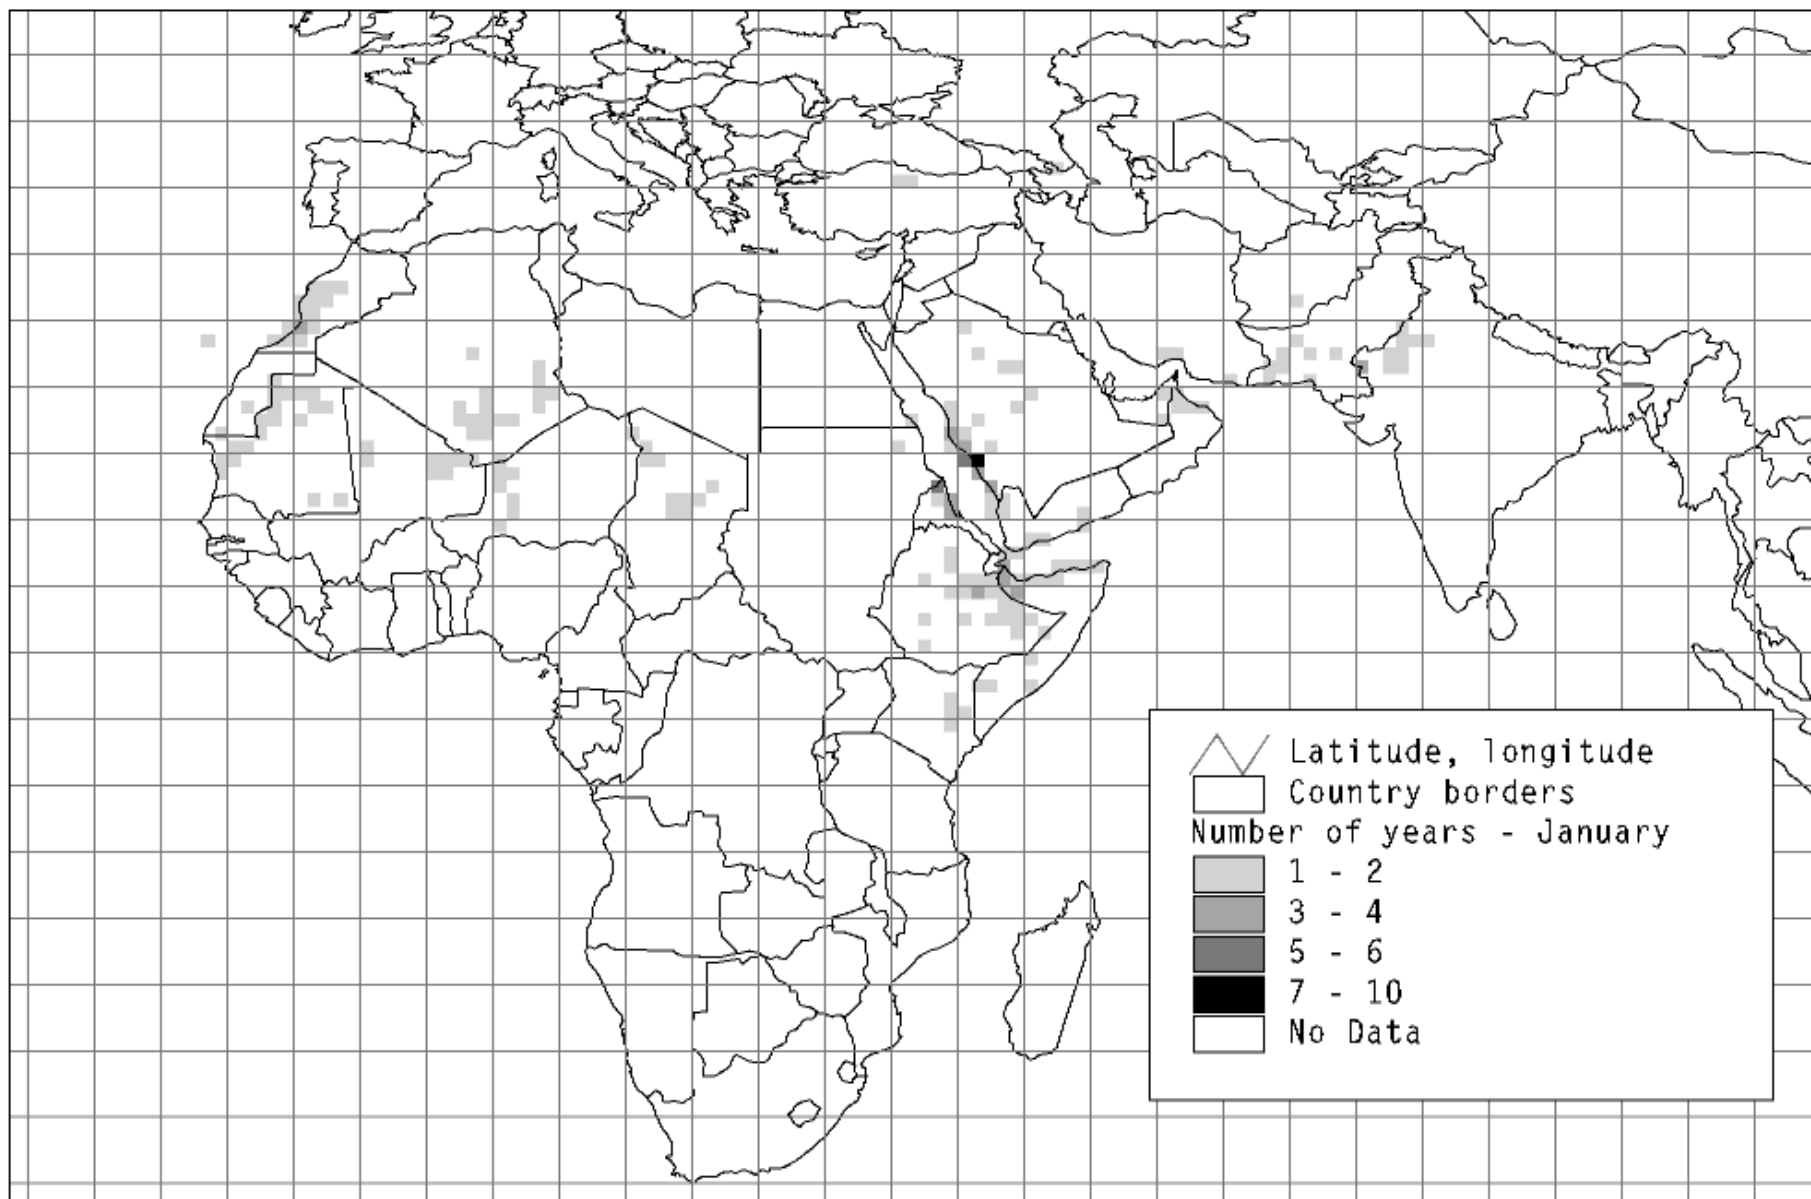 Latitude, longitude
Country borders
Number of years - January
1 - 2
3 - 4
5 - 6
7 - 10
No Data